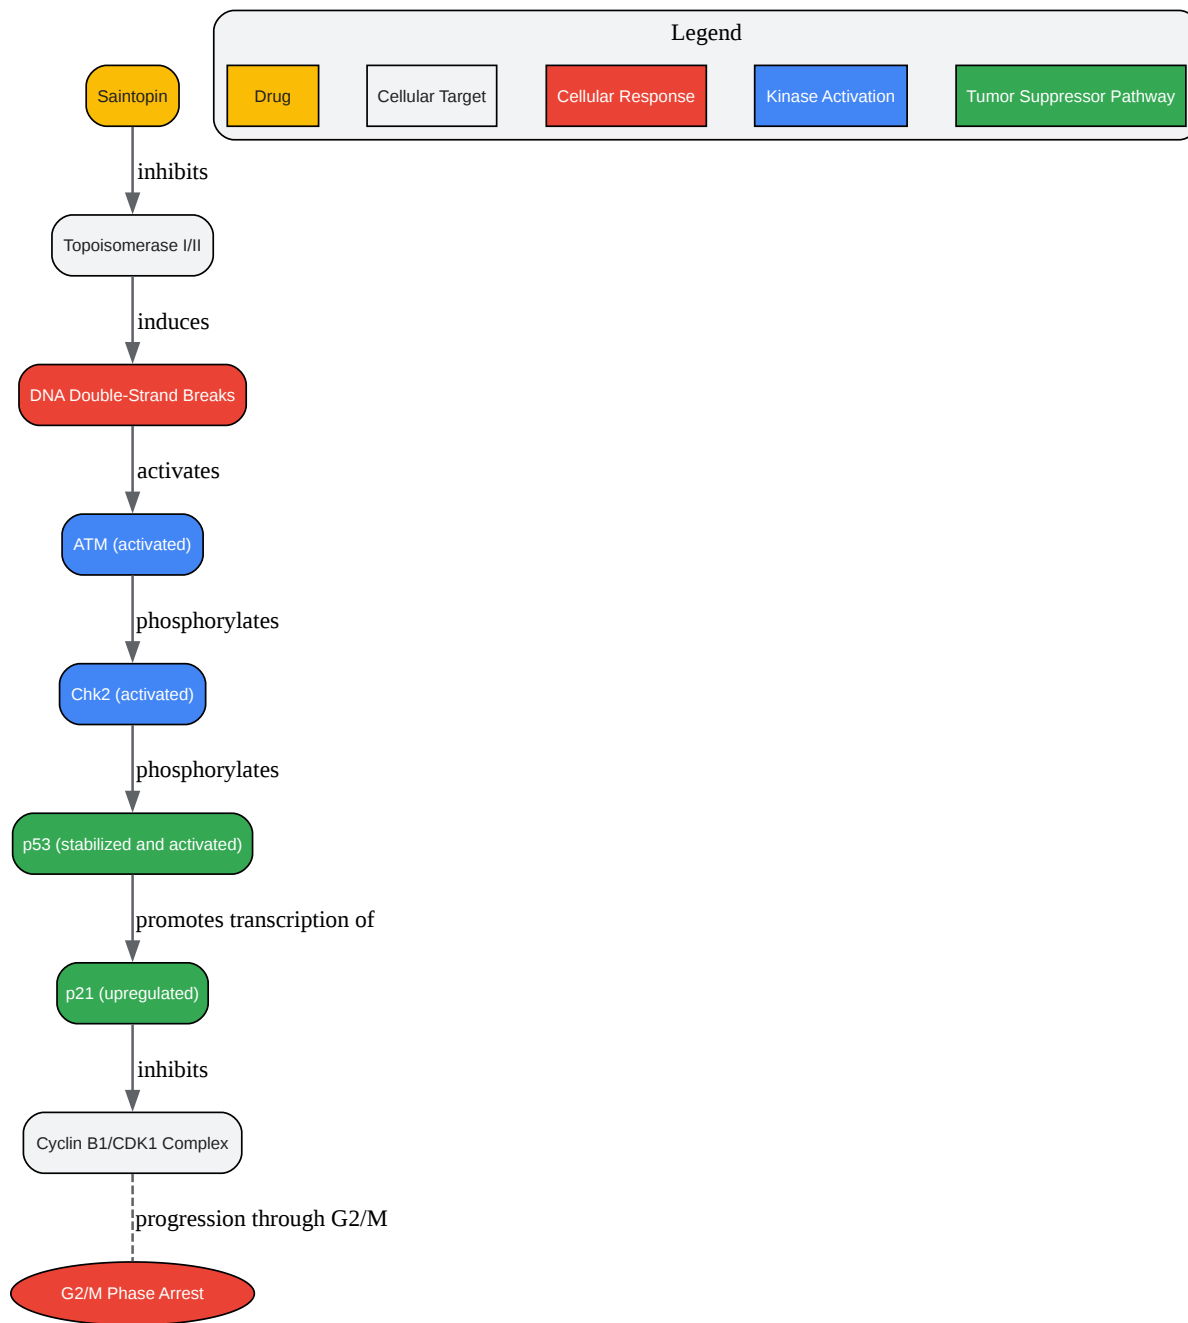 Legend
Saintopin
Drug
Cellular Target
Cellular Response
Kinase Activation
Tumor Suppressor Pathway
inhibits
Topoisomerase I/II
induces
DNA Double-Strand Breaks
activates
ATM (activated)
phosphorylates
Chk2 (activated)
phosphorylates
p53 (stabilized and activated)
promotes transcription of
p21 (upregulated)
inhibits
Cyclin B1/CDK1 Complex
progression through G2/M
G2/M Phase Arrest